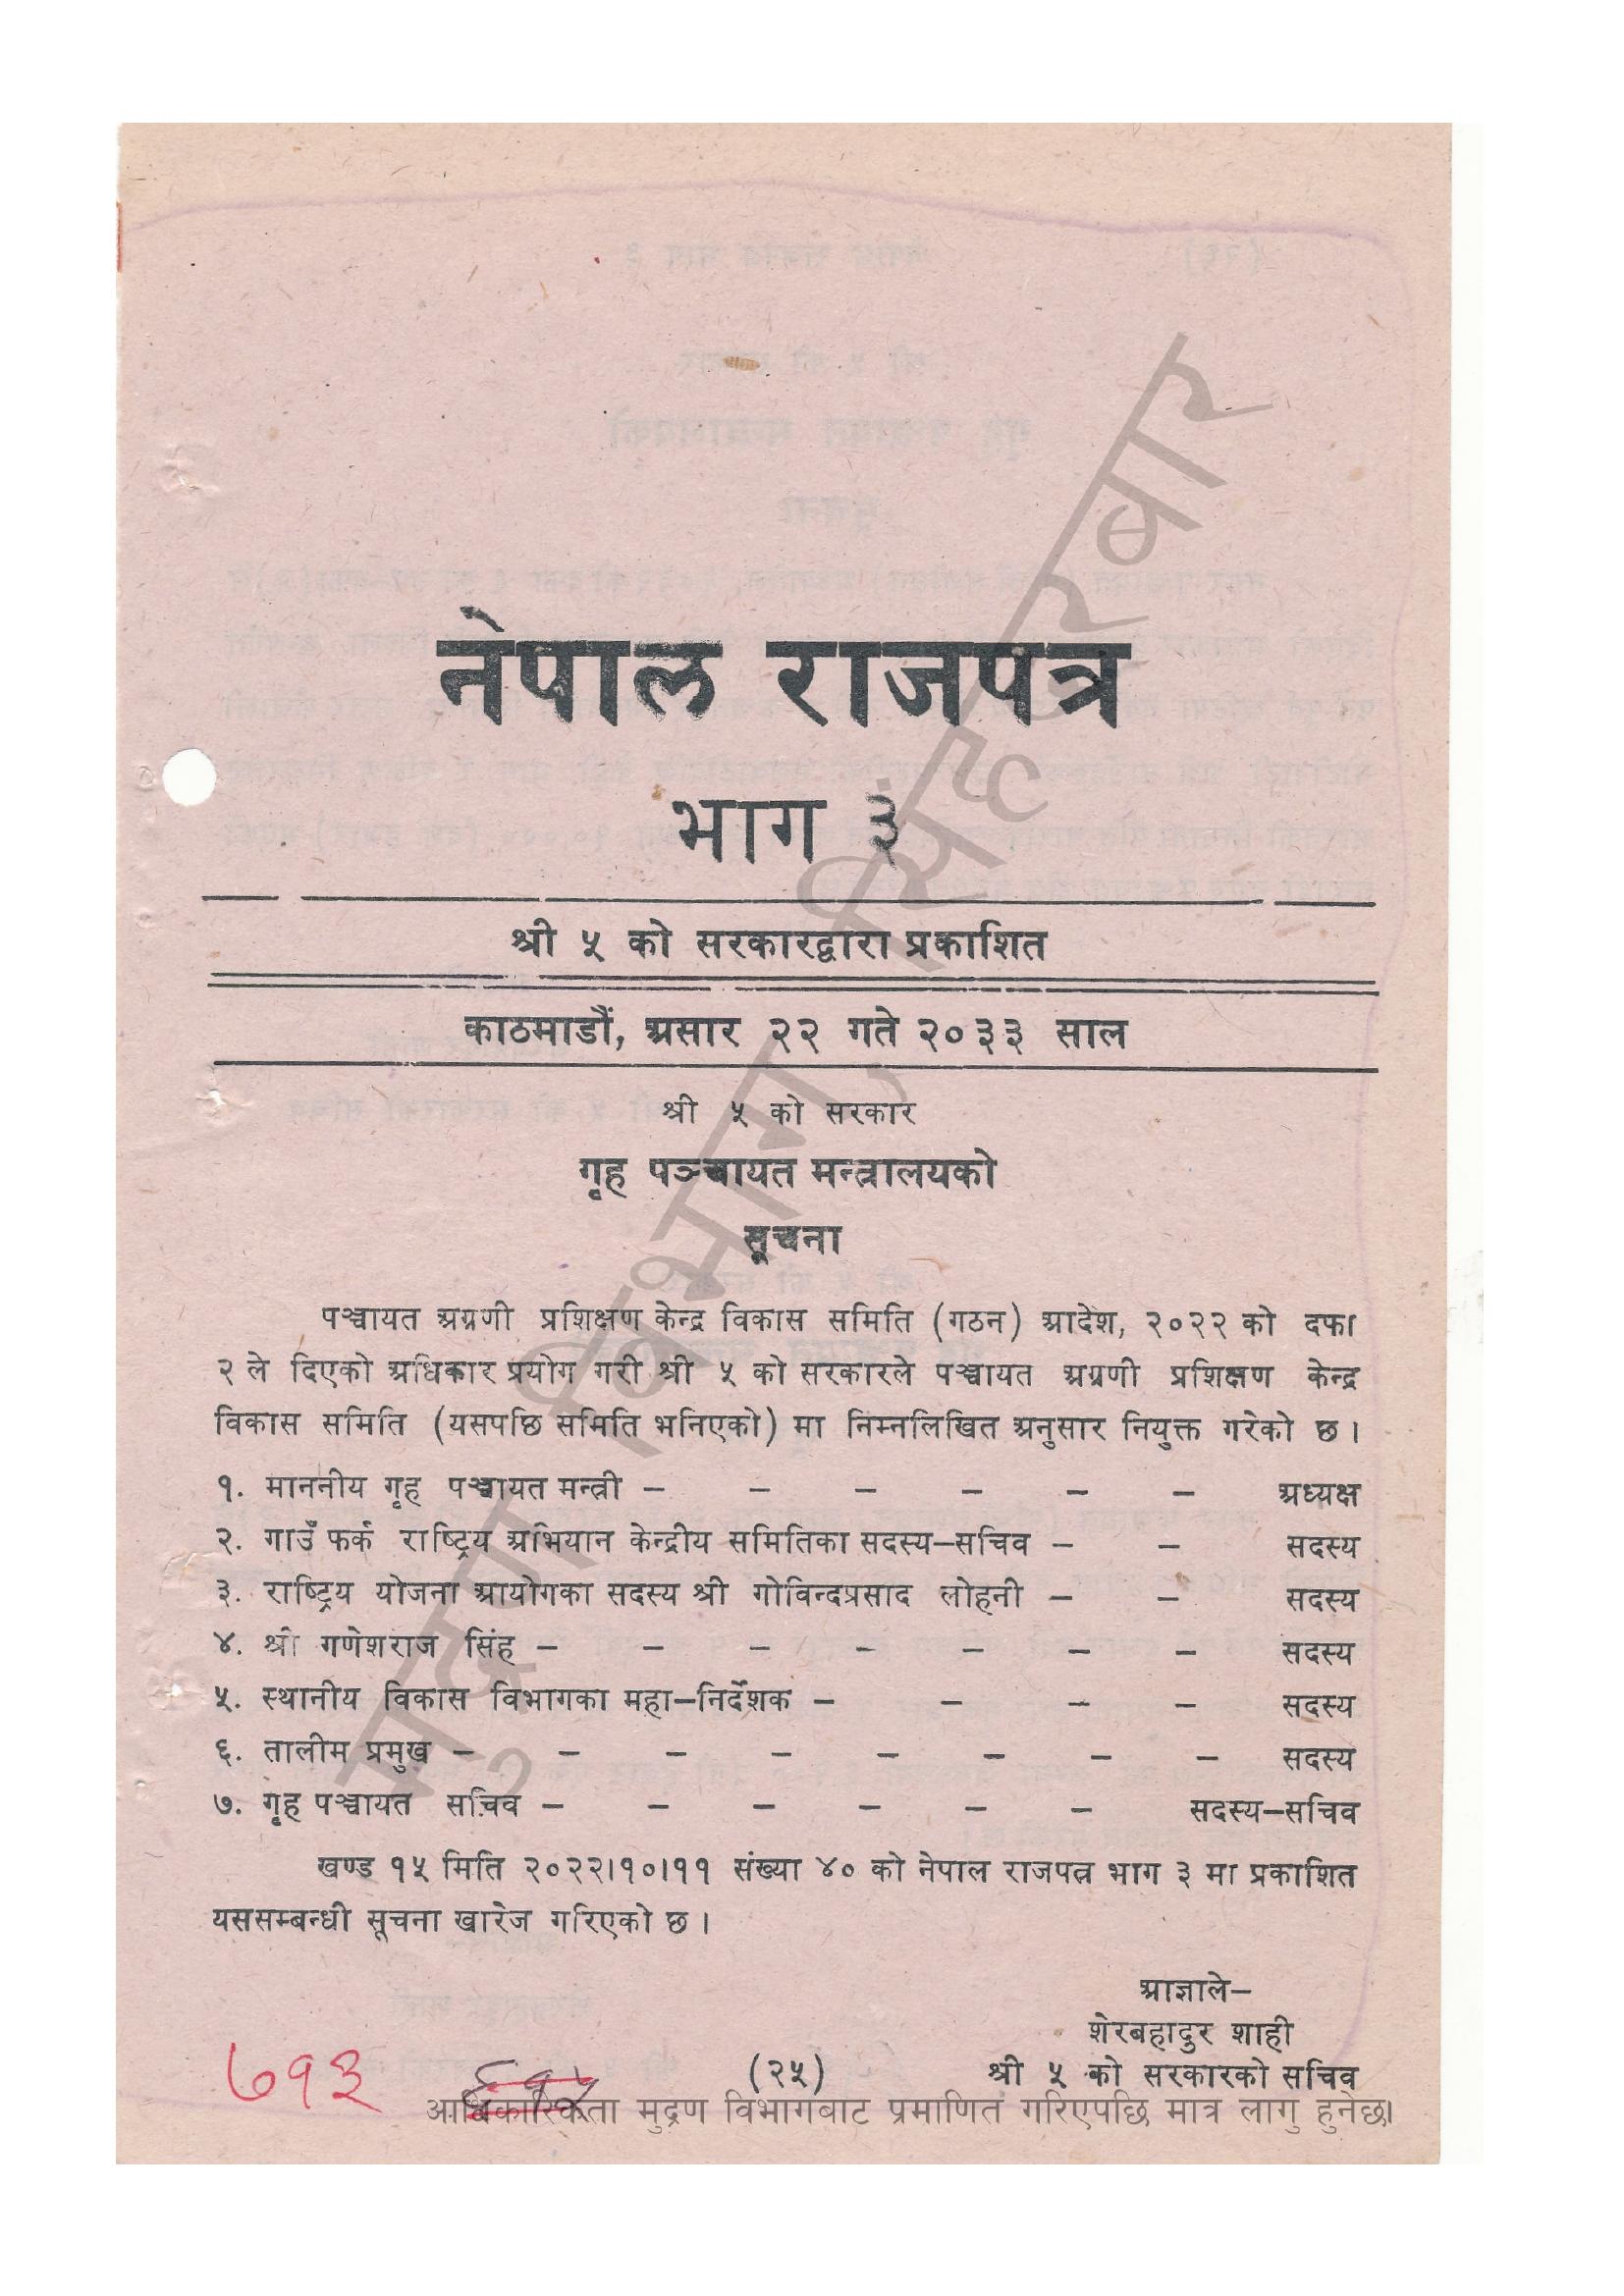 नेपाल राजपत्र
भाग ३
श्री ५ को सरकारद्वारा प्रकाशित
काठमाडौं, असार २२ गते २०३३ साल
श्री ५ को सरकार
गृह पञ्चायत मन्त्रालयको
सूचना
पञ्चायत अग्रणी प्रशिक्षण केन्द्र विकास समिति (गठन) आदेश, २०२२ को दफा
२ ले दिएको अधिकार प्रयोग गरी श्री ५ को सरकारले पञ्चायत अग्रणी प्रशिक्षण केन्द्र
विकास समिति (यसपछि समिति भनिएको) मा निम्नलिखित अनुसार नियुक्त गरेको छ ।
१. माननीय गृह पञ्चायत मन्त्री – – – – – – अध्यक्ष
२. गाउँ फर्क राष्ट्रिय अभियान केन्द्रीय समितिका सदस्य–सचिव – – सदस्य
३. राष्ट्रिय योजना आयोगका सदस्य श्री गोविन्दप्रसाद लोहनी – – सदस्य
४. श्री गणेशराज सिंह – – – – – – – सदस्य
५. स्थानीय विकास विभागका महा–निर्देशक – – – – सदस्य
६. तालीम प्रमुख – – – – – – – – सदस्य
७. गृह पञ्चायत सचिव – – – – – – सदस्य–सचिव
खण्ड १५ मिति २०२२।१०।११ संख्या ४० को नेपाल राजपत्र भाग ३ मा प्रकाशित
यससम्बन्धी सूचना खारेज गरिएको छ ।
आज्ञाले–
शेरबहादुर शाही
श्री ५ को सरकारको सचिव
(२५)
७१३
६१५
आधिकारिकता मुद्रण विभागबाट प्रमाणित गरिएपछि मात्र लागु हुनेछ।
मुद्रण विभाग, सिंहदरबार